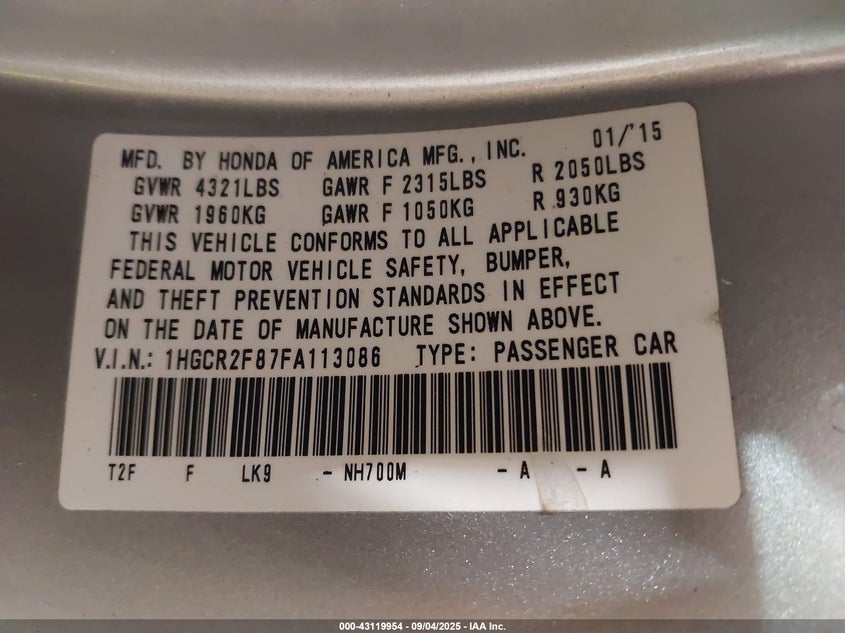 MFD. BY HONDA OF AMERICA MFG., INC. 01/'15
GVWR 4321LBS GAWR F 2315LBS R 2050LBS
GVWR 1960KG GAWR F 1050KG R 930KG
THIS VEHICLE CONFORMS TO ALL APPLICABLE
FEDERAL MOTOR VEHICLE SAFETY, BUMPER,
AND THEFT PREVENTION STANDARDS IN EFFECT
ON THE DATE OF MANUFACTURE SHOWN ABOVE.
V.I.N.: 1HGCR2F87FA113086 TYPE: PASSENGER CAR
T2F F LK9 - NH700M - A - A
000-43119954 - 09/04/2025 - IAA Inc.